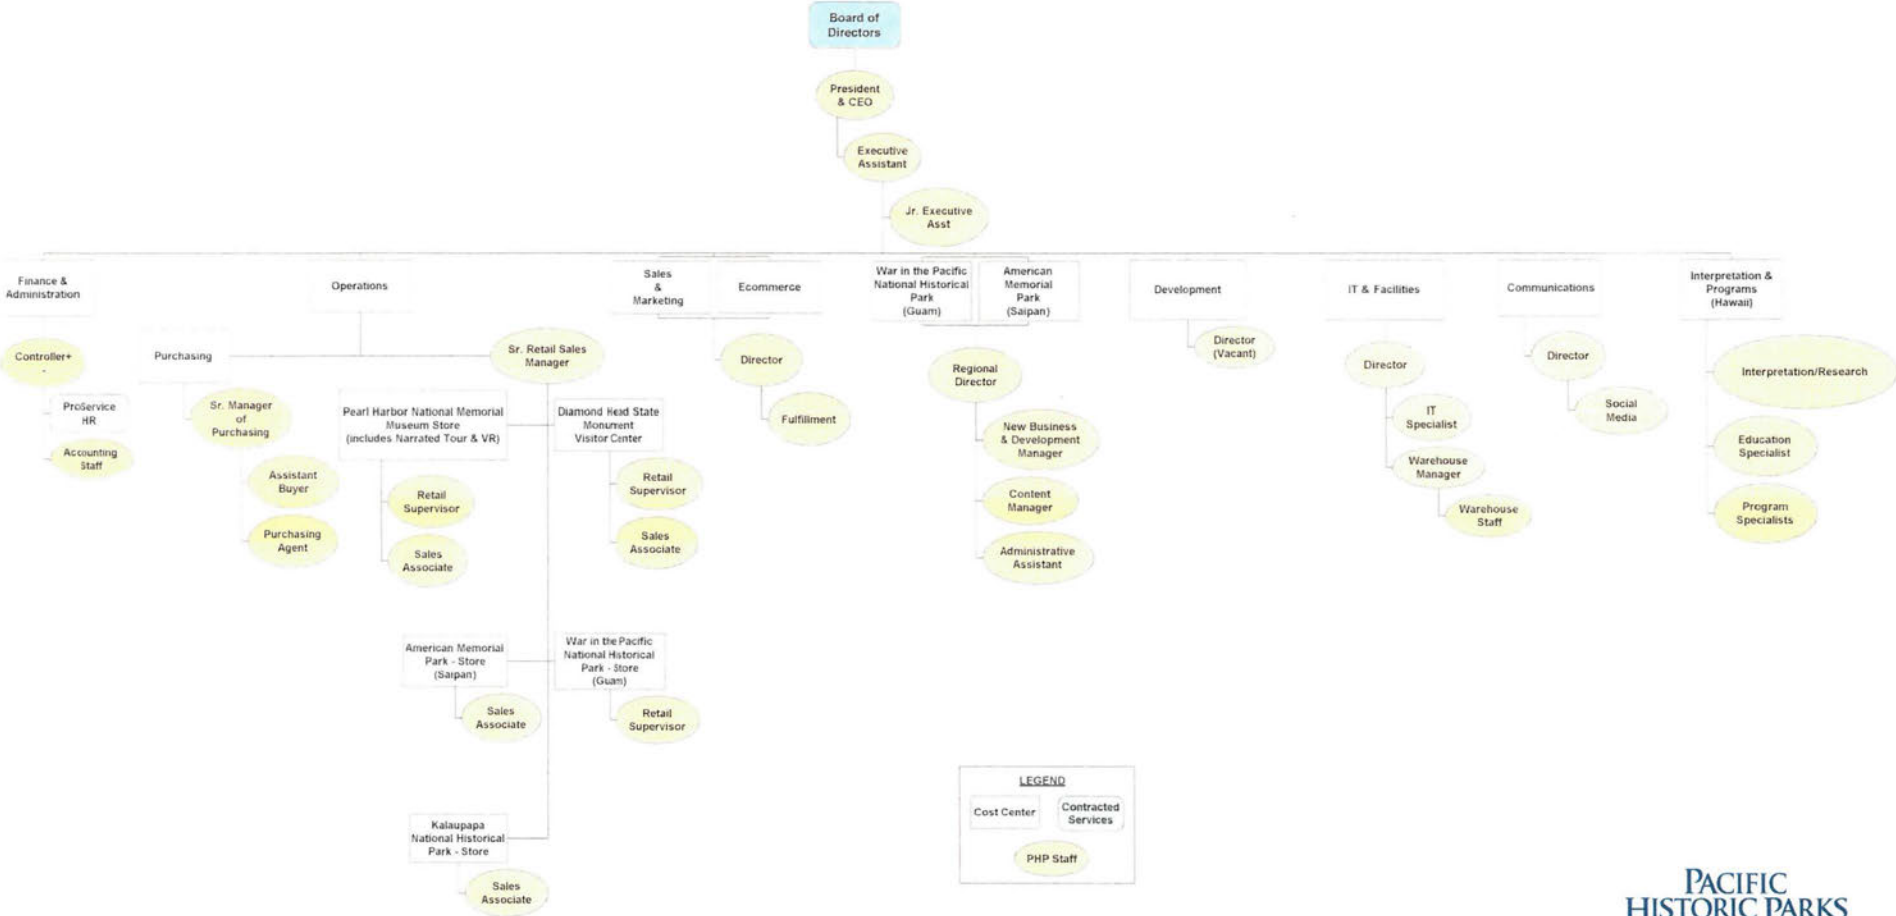 Board of
Directors
President
& CEO
Executive
Assistant
Jr. Executive
Asst
Finance &
Administration
Controller+
-
ProService
HR
Accounting
Staff
Operations
Purchasing
Sr. Manager
of
Purchasing
Assistant
Buyer
Purchasing
Agent
Sr. Retail Sales
Manager
Pearl Harbor National Memorial
Museum Store
(includes Narrated Tour & VR)
Retail
Supervisor
Sales
Associate
Diamond Head State
Monument
Visitor Center
Retail
Supervisor
Sales
Associate
American Memorial
Park - Store
(Saipan)
Sales
Associate
War in the Pacific
National Historical
Park - Store
(Guam)
Retail
Supervisor
Kalaupapa
National Historical
Park - Store
Sales
Associate
Sales
&
Marketing
Ecommerce
Director
Fulfillment
War in the Pacific
National Historical
Park
(Guam)
American
Memorial
Park
(Saipan)
Regional
Director
New Business
& Development
Manager
Content
Manager
Administrative
Assistant
Development
Director
(Vacant)
IT & Facilities
Director
IT
Specialist
Warehouse
Manager
Warehouse
Staff
Communications
Director
Social
Media
Interpretation &
Programs
(Hawaii)
Interpretation/Research
Education
Specialist
Program
Specialists
LEGEND
Cost Center
Contracted
Services
PHP Staff
PACIFIC
HISTORIC PARKS